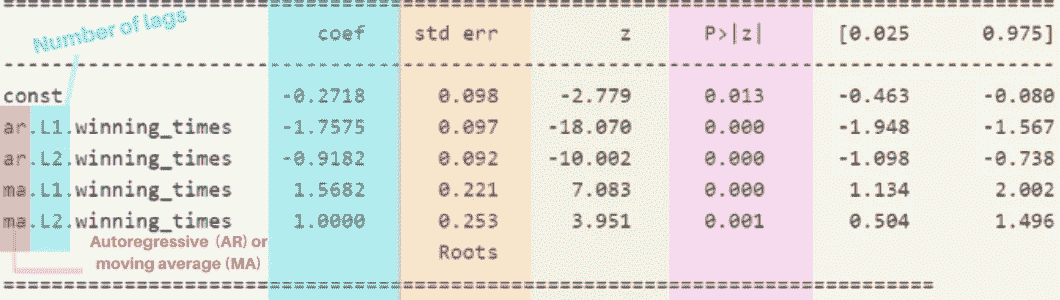 Number of lags
coef std err z P>|z| [0.025 0.975]
const -0.2718 0.098 -2.779 0.013 -0.463 -0.080
ar.L1.winning_times -1.7575 0.097 -18.070 0.000 -1.948 -1.567
ar.L2.winning_times -0.9182 0.092 -10.002 0.000 -1.098 -0.738
ma.L1.winning_times 1.5682 0.221 7.083 0.000 1.134 2.002
ma.L2.winning_times 1.0000 0.253 3.951 0.001 0.504 1.496
Autoregressive (AR) or
moving average (MA)
Roots